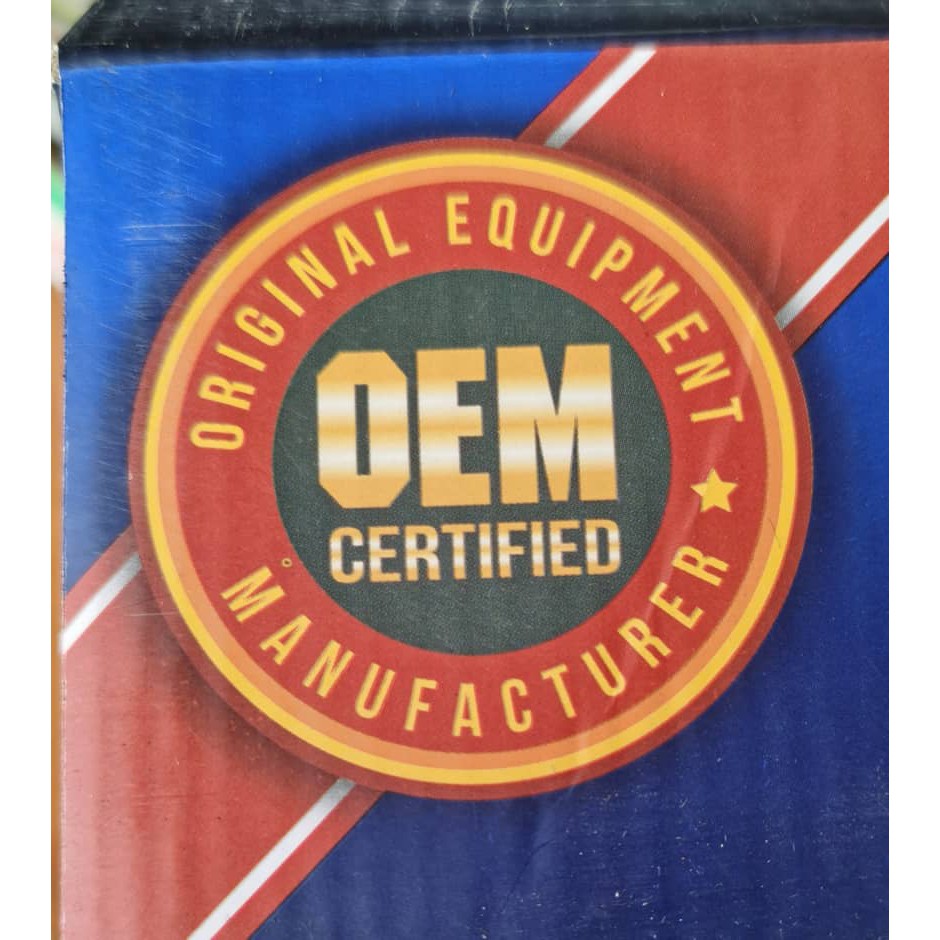 ORIGINAL EQUIPMENT
OEM
CERTIFIED
MANUFACTURER